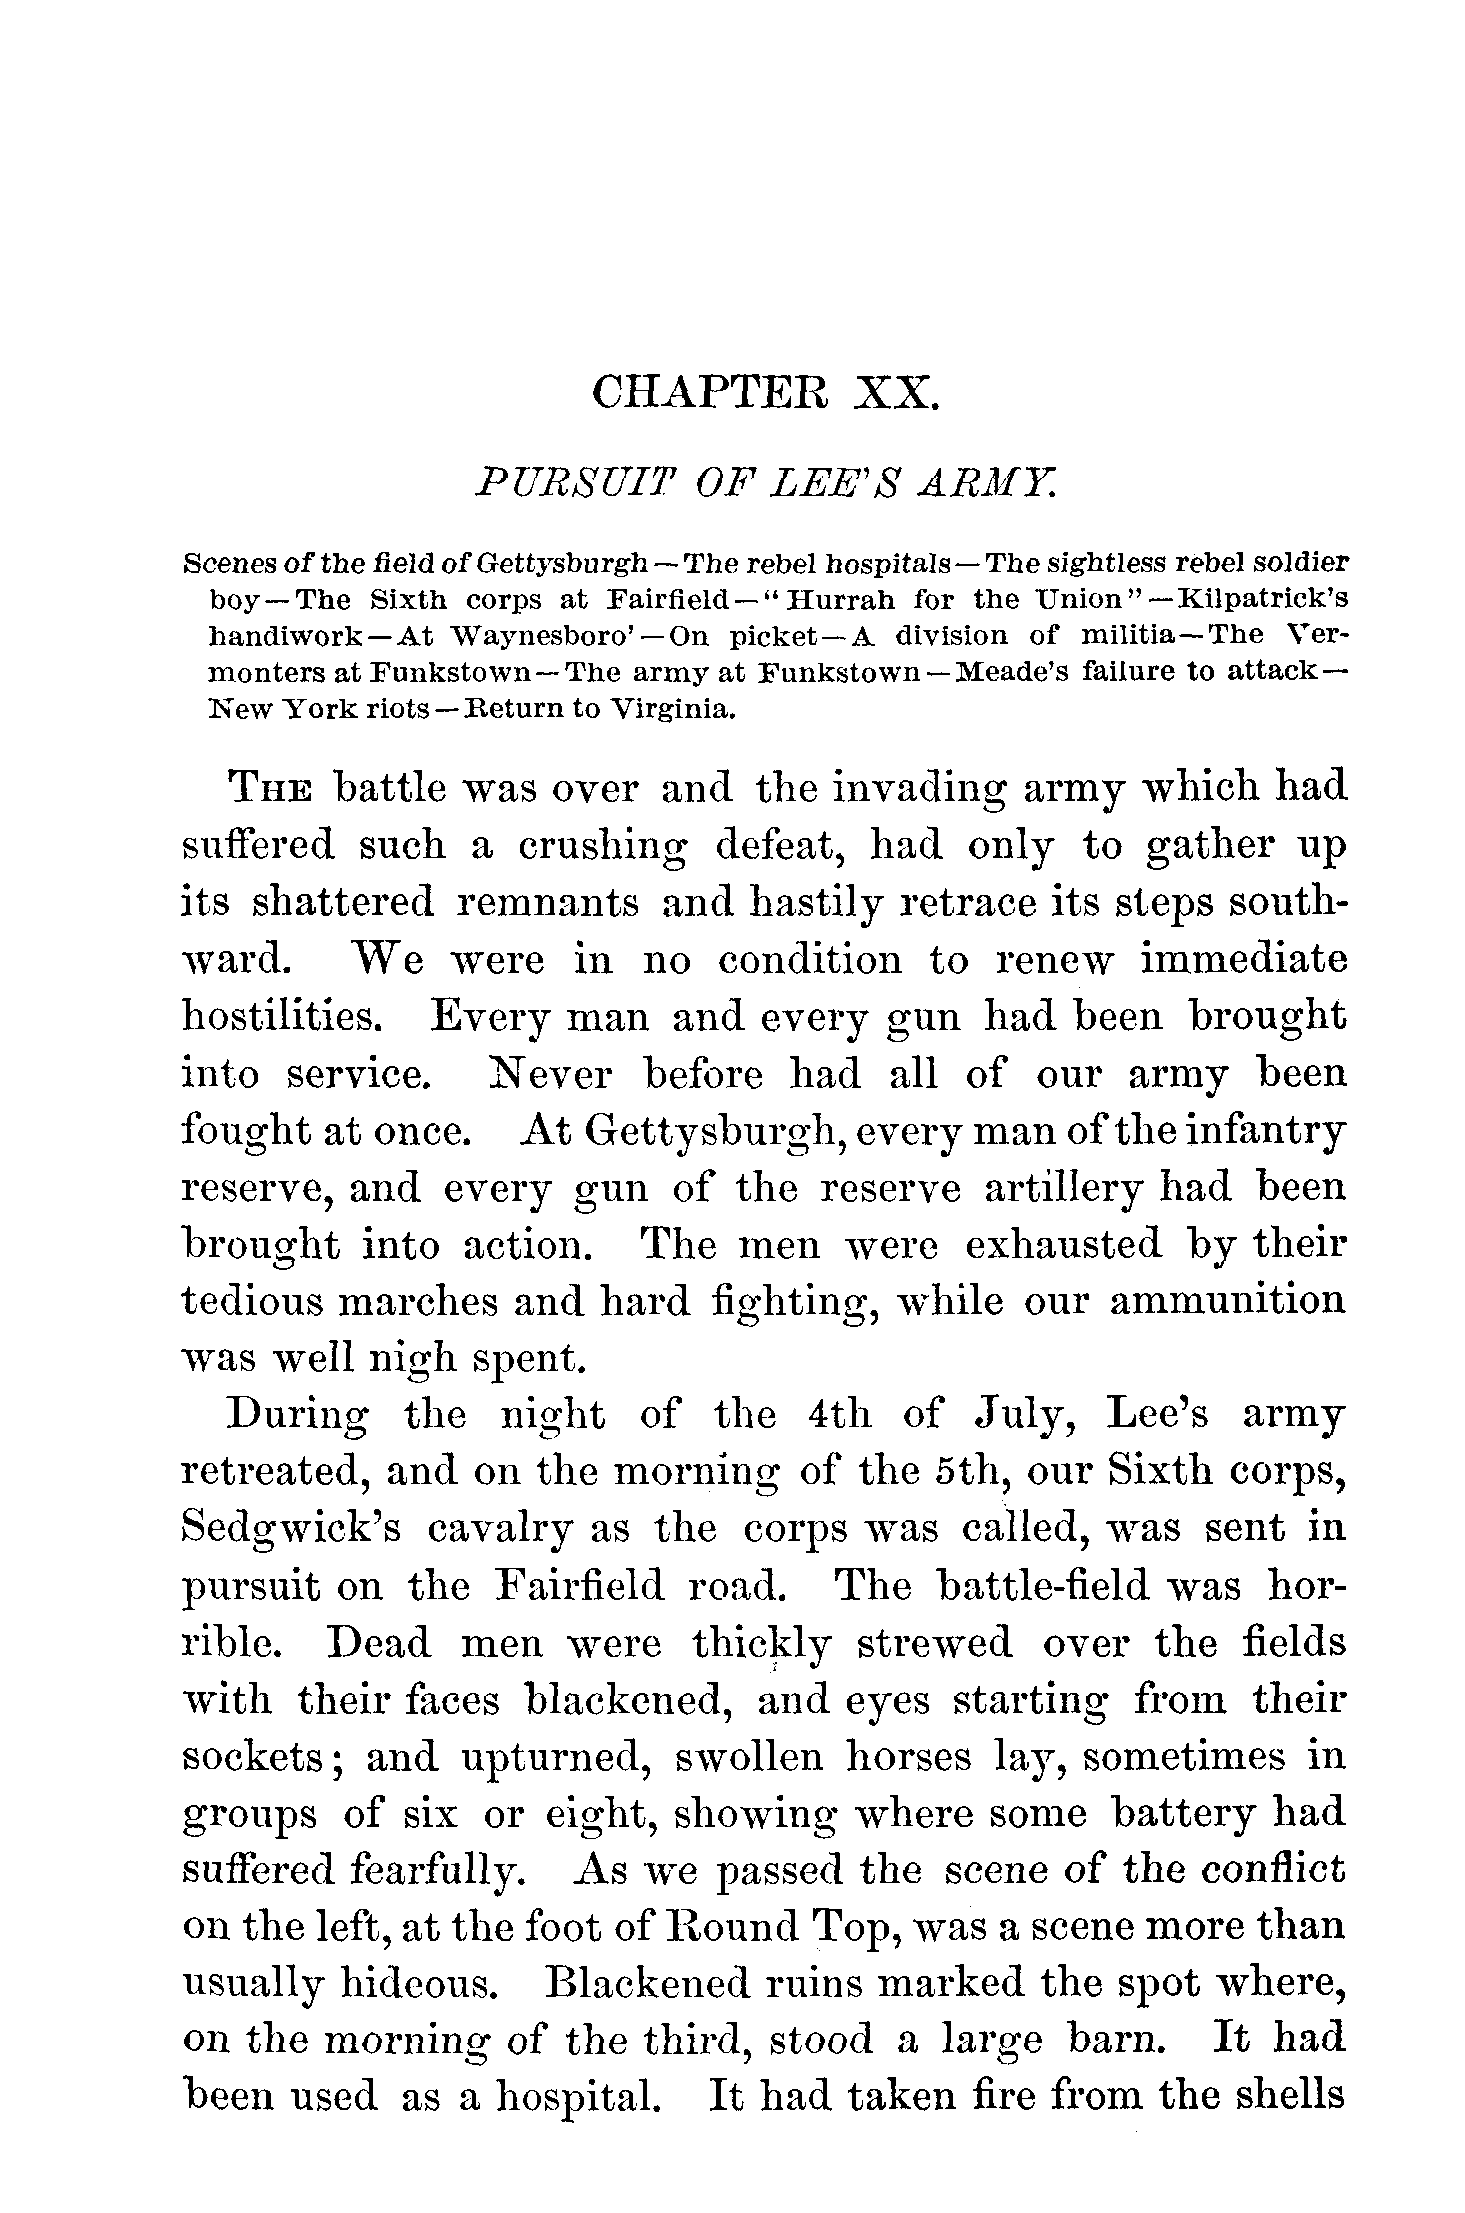 CHAPTER XX.
PURSUIT OF LEE'S ARMY.
Scenes of the field of Gettysburgh—The rebel hospitals—The sightless rebel soldier
boy—The Sixth corps at Fairfield—"Hurrah for the Union"—Kilpatrick's
handiwork—At Waynesboro'—On picket—A division of militia—The Ver-
monters at Funkstown—The army at Funkstown—Meade's failure to attack—
New York riots—Return to Virginia.
THE battle was over and the invading army which had
suffered such a crushing defeat, had only to gather up
its shattered remnants and hastily retrace its steps south-
ward. We were in no condition to renew immediate
hostilities. Every man and every gun had been brought
into service. Never before had all of our army been
fought at once. At Gettysburgh, every man of the infantry
reserve, and every gun of the reserve artillery had been
brought into action. The men were exhausted by their
tedious marches and hard fighting, while our ammunition
was well nigh spent.
During the night of the 4th of July, Lee's army
retreated, and on the morning of the 5th, our Sixth corps,
Sedgwick's cavalry as the corps was called, was sent in
pursuit on the Fairfield road. The battle-field was hor-
rible. Dead men were thickly strewed over the fields
with their faces blackened, and eyes starting from their
sockets; and upturned, swollen horses lay, sometimes in
groups of six or eight, showing where some battery had
suffered fearfully. As we passed the scene of the conflict
on the left, at the foot of Round Top, was a scene more than
usually hideous. Blackened ruins marked the spot where,
on the morning of the third, stood a large barn. It had
been used as a hospital. It had taken fire from the shells